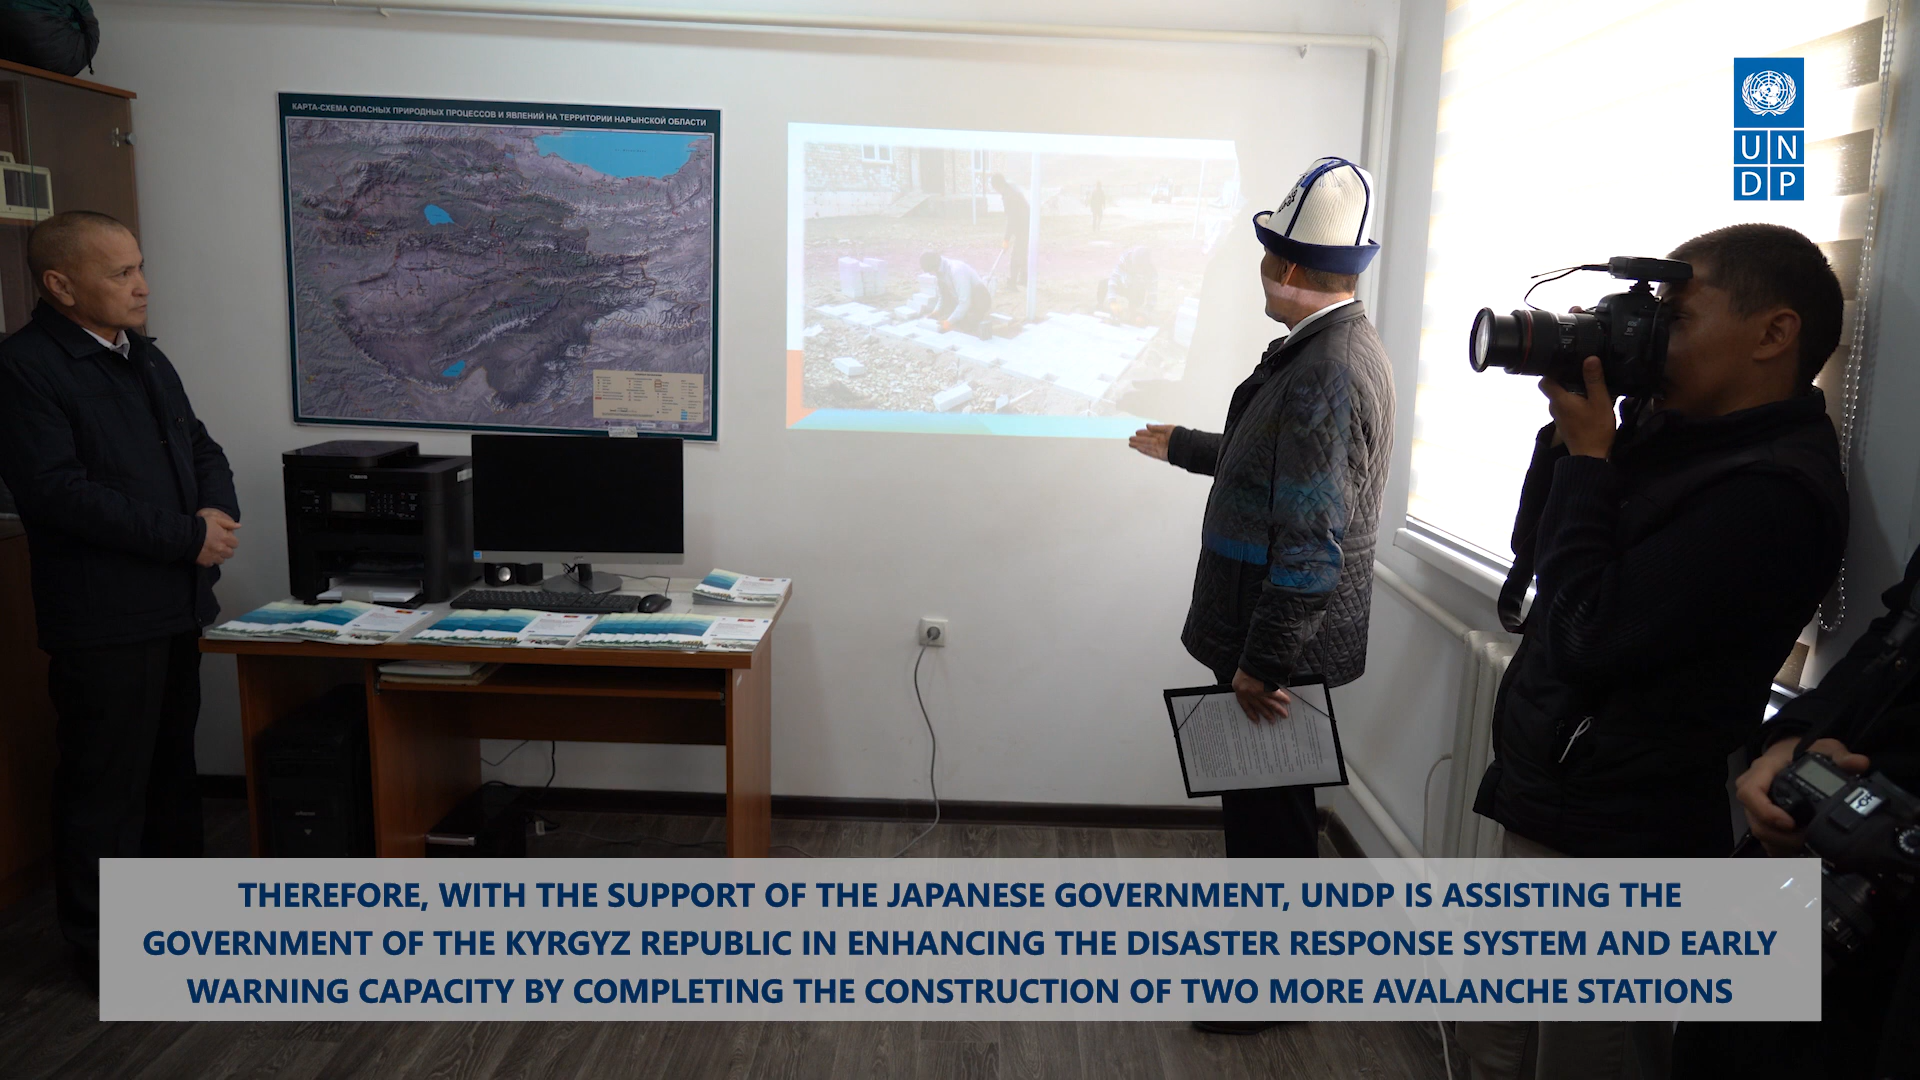 КАРТА-СХЕМА ОПАСНЫХ ПРИРОДНЫХ ПРОЦЕССОВ И ЯВЛЕНИЙ НА ТЕРРИТОРИИ НАРЫНСКОЙ ОБЛАСТИ
UN
DP
Canon
THEREFORE, WITH THE SUPPORT OF THE JAPANESE GOVERNMENT, UNDP IS ASSISTING THE
GOVERNMENT OF THE KYRGYZ REPUBLIC IN ENHANCING THE DISASTER RESPONSE SYSTEM AND EARLY
WARNING CAPACITY BY COMPLETING THE CONSTRUCTION OF TWO MORE AVALANCHE STATIONS